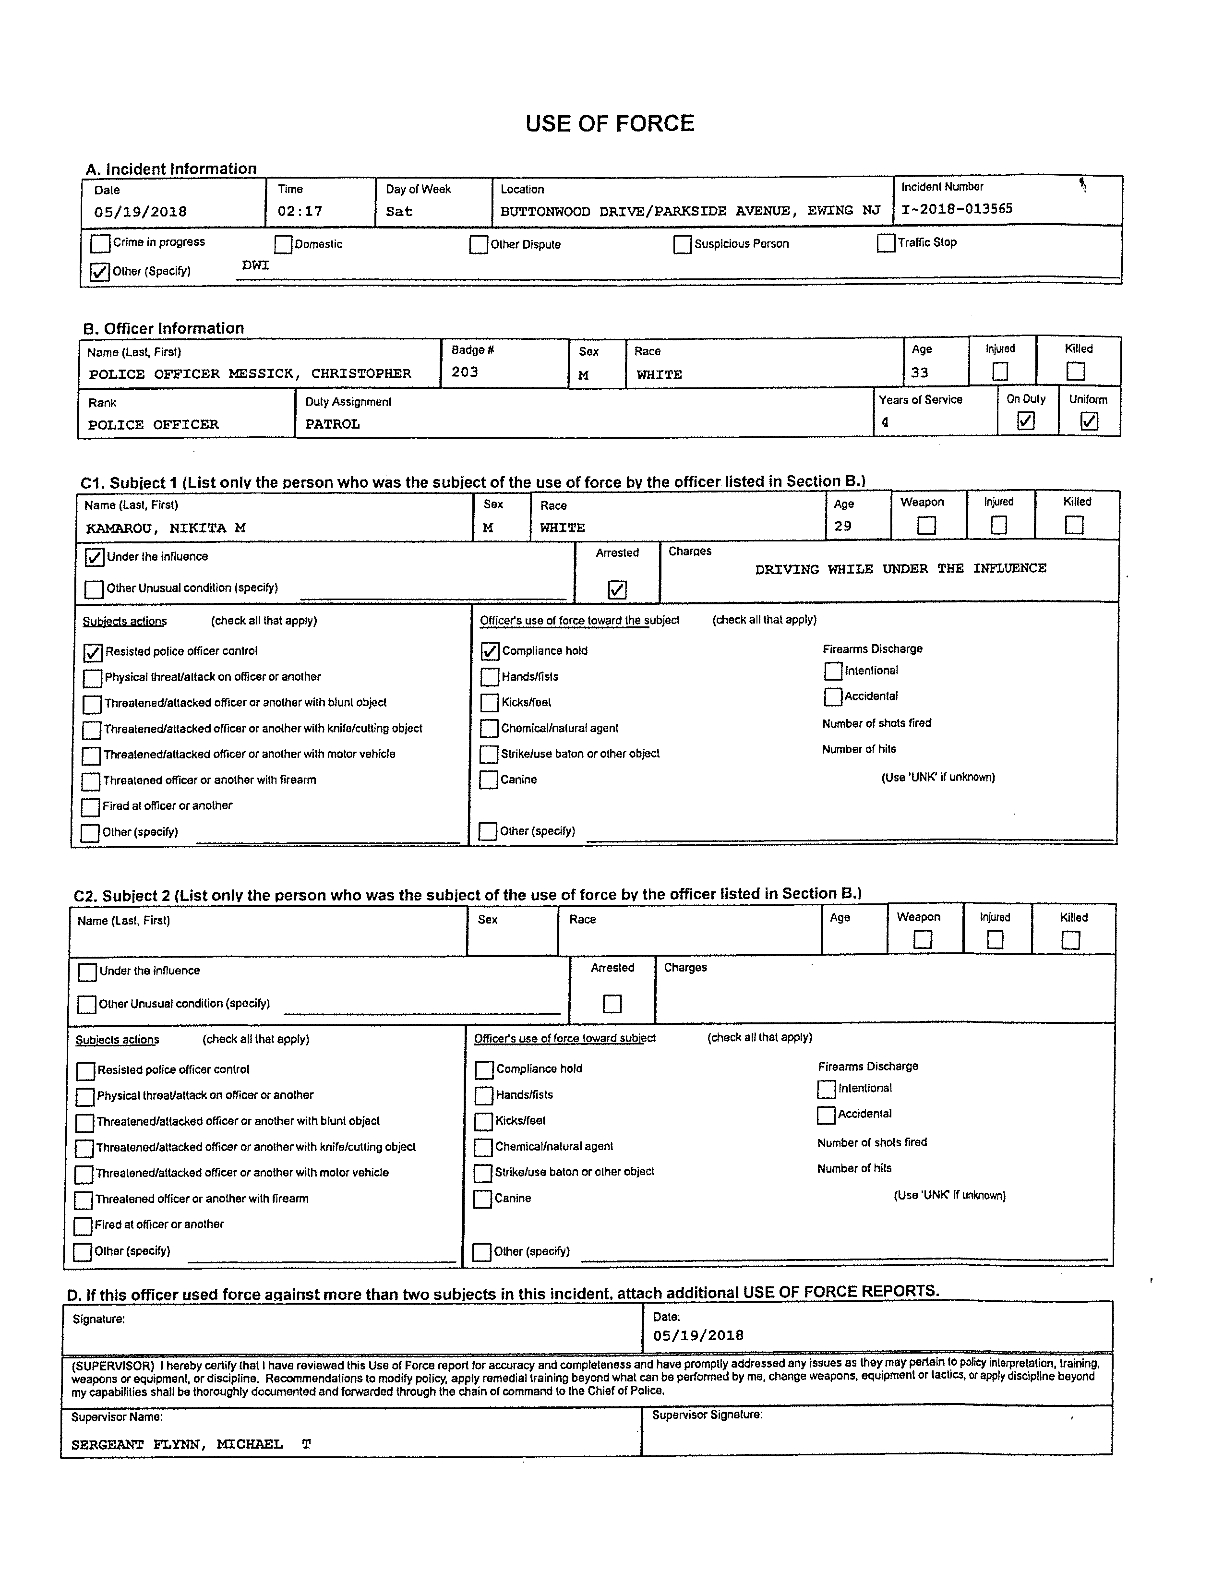 USE OF FORCE
A. Incident Information
Date Time Day of Week Location Incident Number
05/19/2018 02:17 Sat BUTTONWOOD DRIVE/PARKSIDE AVENUE, EWING NJ I-2018-013565
Crime in progress Domestic Other Dispute Suspicious Person Traffic Stop
Other (Specify) DWI
B. Officer Information
Name (Last, First) Badge # Sex Race Age Injured Killed
POLICE OFFICER MESSICK, CHRISTOPHER 203 M WHITE 33
Rank Duty Assignment Years of Service On Duty Uniform
POLICE OFFICER PATROL 4
C1. Subject 1 (List only the person who was the subject of the use of force by the officer listed in Section B.)
Name (Last, First) Sex Race Age Weapon Injured Killed
KAMAROU, NIKITA M M WHITE 29
Under the influence Arrested Charges
DRIVING WHILE UNDER THE INFLUENCE
Other Unusual condition (specify)
Subjects actions (check all that apply) Officer's use of force toward the subject (check all that apply)
Resisted police officer control Compliance hold Firearms Discharge
Physical threat/attack on officer or another Hands/fists Intentional
Threatened/attacked officer or another with blunt object Kicks/feet Accidental
Threatened/attacked officer or another with knife/cutting object Chemical/natural agent Number of shots fired
Threatened/attacked officer or another with motor vehicle Strike/use baton or other object Number of hits
Threatened officer or another with firearm Canine (Use 'UNK' if unknown)
Fired at officer or another
Other (specify) Other (specify)
C2. Subject 2 (List only the person who was the subject of the use of force by the officer listed in Section B.)
Name (Last, First) Sex Race Age Weapon Injured Killed
Under the influence Arrested Charges
Other Unusual condition (specify)
Subjects actions (check all that apply) Officer's use of force toward subject (check all that apply)
Resisted police officer control Compliance hold Firearms Discharge
Physical threat/attack on officer or another Hands/fists Intentional
Threatened/attacked officer or another with blunt object Kicks/feet Accidental
Threatened/attacked officer or another with knife/cutting object Chemical/natural agent Number of shots fired
Threatened/attacked officer or another with motor vehicle Strike/use baton or other object Number of hits
Threatened officer or another with firearm Canine (Use 'UNK' if unknown)
Fired at officer or another
Other (specify) Other (specify)
D. If this officer used force against more than two subjects in this incident, attach additional USE OF FORCE REPORTS.
Signature: Date:
05/19/2018
(SUPERVISOR) I hereby certify that I have reviewed this Use of Force report for accuracy and completeness and have promptly addressed any issues as they may pertain to policy interpretation, training,
weapons or equipment, or discipline. Recommendations to modify policy, apply remedial training beyond what can be performed by me, change weapons, equipment or tactics, or apply discipline beyond
my capabilities shall be thoroughly documented and forwarded through the chain of command to the Chief of Police.
Supervisor Name: Supervisor Signature:
SERGEANT FLYNN, MICHAEL T